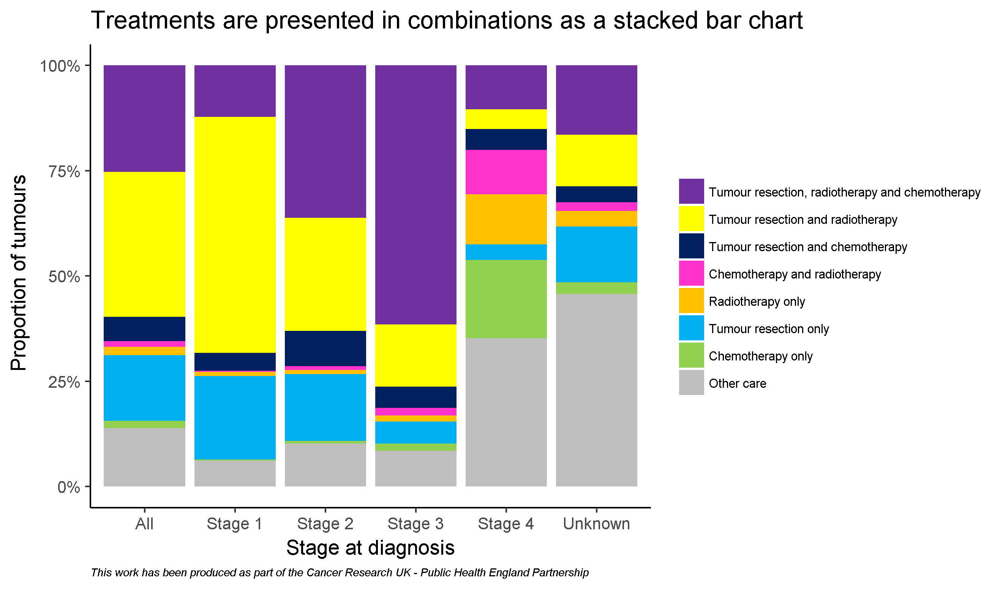 Treatments are presented in combinations as a stacked bar chart
Proportion of tumours
100%
75%
50%
25%
0%
All
Stage 1
Stage 2
Stage 3
Stage 4
Unknown
Stage at diagnosis
Tumour resection, radiotherapy and chemotherapy
Tumour resection and radiotherapy
Tumour resection and chemotherapy
Chemotherapy and radiotherapy
Radiotherapy only
Tumour resection only
Chemotherapy only
Other care
This work has been produced as part of the Cancer Research UK - Public Health England Partnership